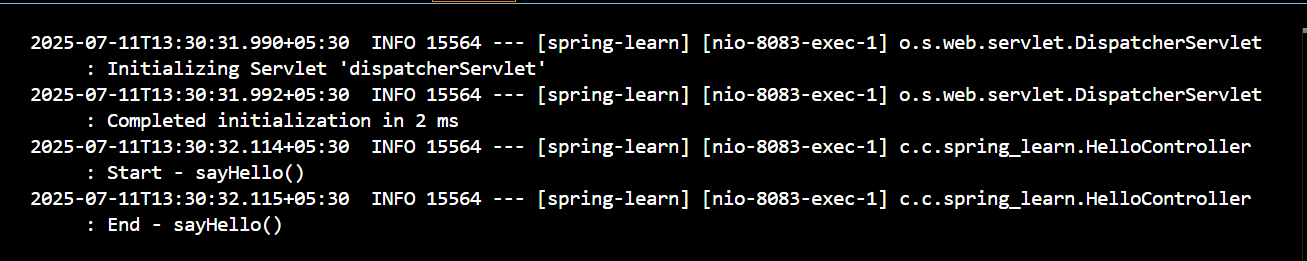 2025-07-11T13:30:31.990+05:30  INFO 15564 --- [spring-learn] [nio-8083-exec-1] o.s.web.servlet.DispatcherServlet
: Initializing Servlet 'dispatcherServlet'
2025-07-11T13:30:31.992+05:30  INFO 15564 --- [spring-learn] [nio-8083-exec-1] o.s.web.servlet.DispatcherServlet
: Completed initialization in 2 ms
2025-07-11T13:30:32.114+05:30  INFO 15564 --- [spring-learn] [nio-8083-exec-1] c.c.spring_learn.HelloController
: Start - sayHello()
2025-07-11T13:30:32.115+05:30  INFO 15564 --- [spring-learn] [nio-8083-exec-1] c.c.spring_learn.HelloController
: End - sayHello()